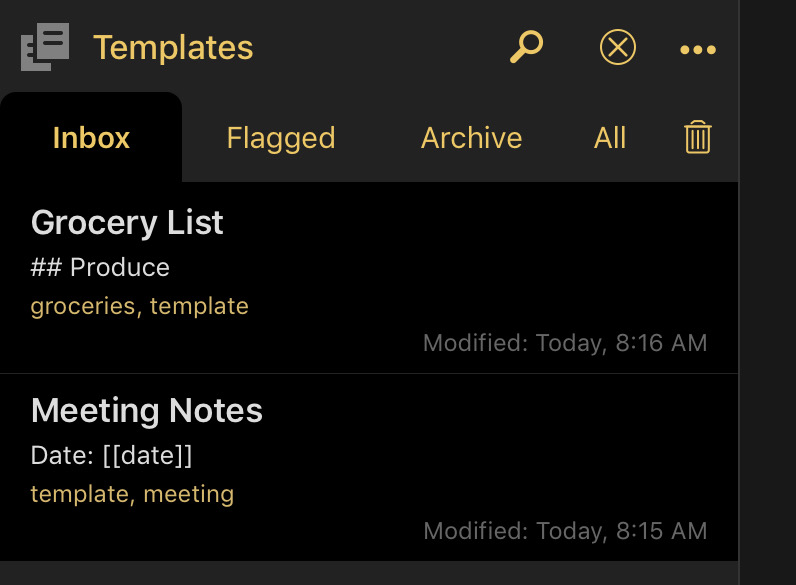 Templates
Inbox Flagged Archive All
Grocery List
## Produce
groceries, template
Modified: Today, 8:16 AM
Meeting Notes
Date: [[date]]
template, meeting
Modified: Today, 8:15 AM